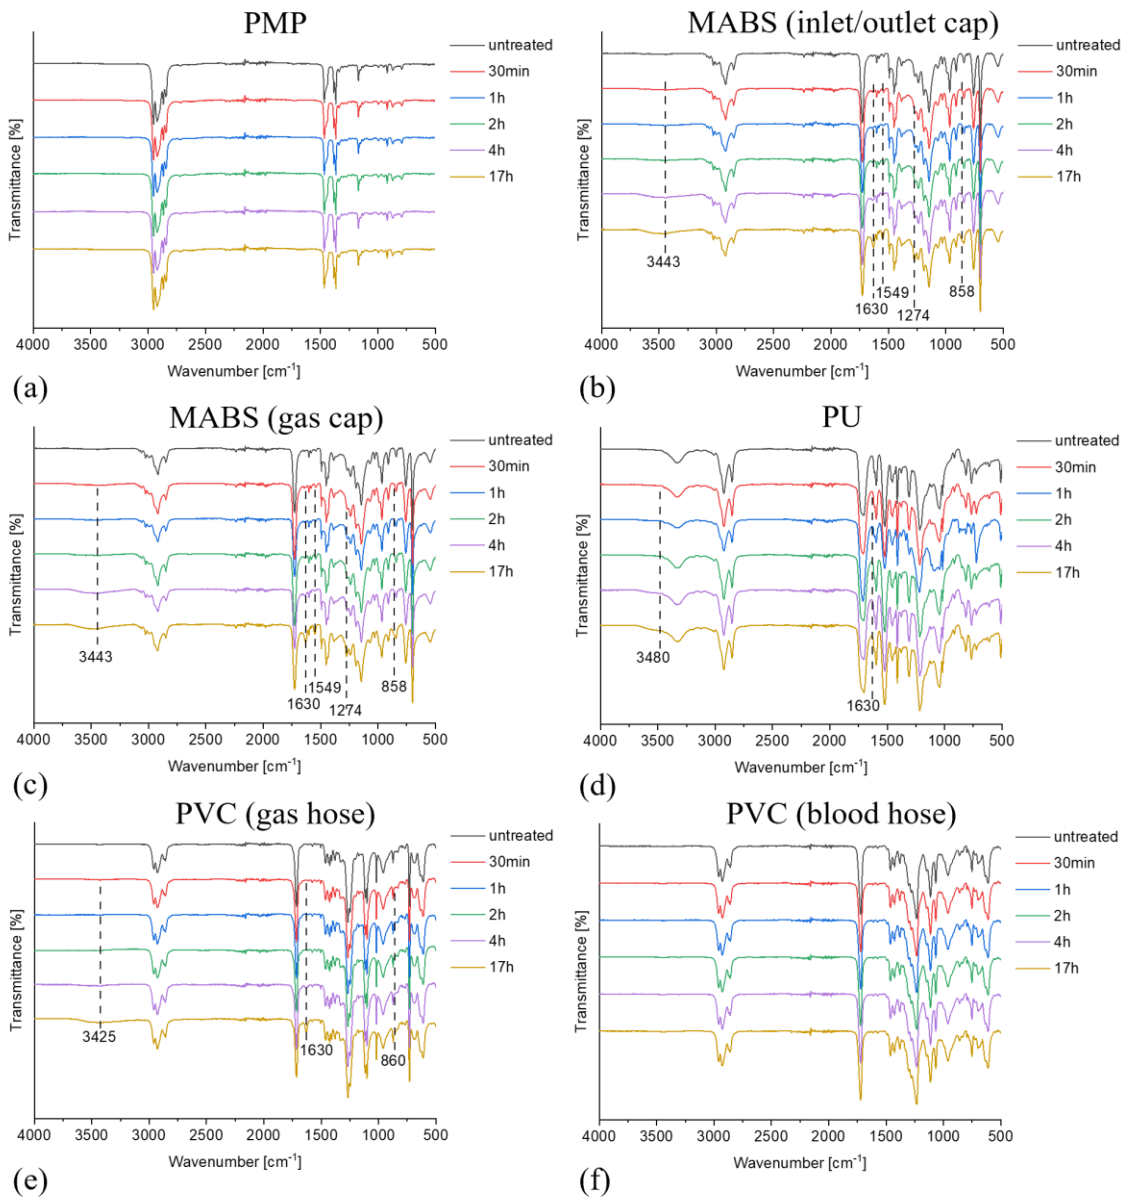 PMP
untreated
30min
1h
2h
4h
17h
Transmittance [%]
4000 3500 3000 2500 2000 1500 1000 500
Wavenumber [cm-1]
(a)
MABS (inlet/outlet cap)
untreated
30min
1h
2h
4h
17h
Transmittance [%]
3443
1630
1549
1274
858
4000 3500 3000 2500 2000 1500 1000 500
Wavenumber [cm-1]
(b)
MABS (gas cap)
untreated
30min
1h
2h
4h
17h
Transmittance [%]
3443
1630
1549
1274
858
4000 3500 3000 2500 2000 1500 1000 500
Wavenumber [cm-1]
(c)
PU
untreated
30min
1h
2h
4h
17h
Transmittance [%]
3480
1630
4000 3500 3000 2500 2000 1500 1000 500
Wavenumber [cm-1]
(d)
PVC (gas hose)
untreated
30min
1h
2h
4h
17h
Transmittance [%]
3425
1630
860
4000 3500 3000 2500 2000 1500 1000 500
Wavenumber [cm-1]
(e)
PVC (blood hose)
untreated
30min
1h
2h
4h
17h
Transmittance [%]
4000 3500 3000 2500 2000 1500 1000 500
Wavenumber [cm-1]
(f)